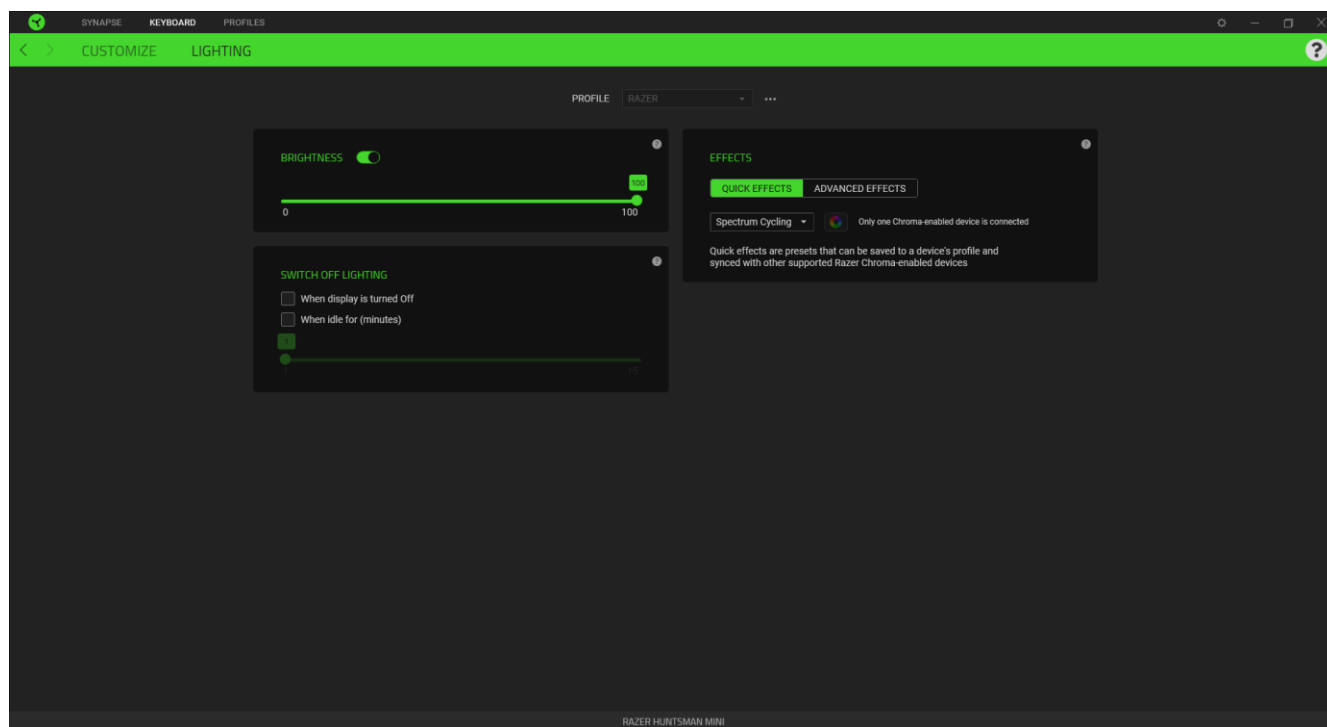 SYNAPSE KEYBOARD PROFILES
CUSTOMIZE LIGHTING
?
PROFILE RAZER
BRIGHTNESS
?
100
0 100
SWITCH OFF LIGHTING
?
When display is turned Off
When idle for (minutes)
1
1 15
EFFECTS
?
QUICK EFFECTS ADVANCED EFFECTS
Spectrum Cycling Only one Chroma-enabled device is connected
Quick effects are presets that can be saved to a device's profile and
synced with other supported Razer Chroma-enabled devices
RAZER HUNTSMAN MINI